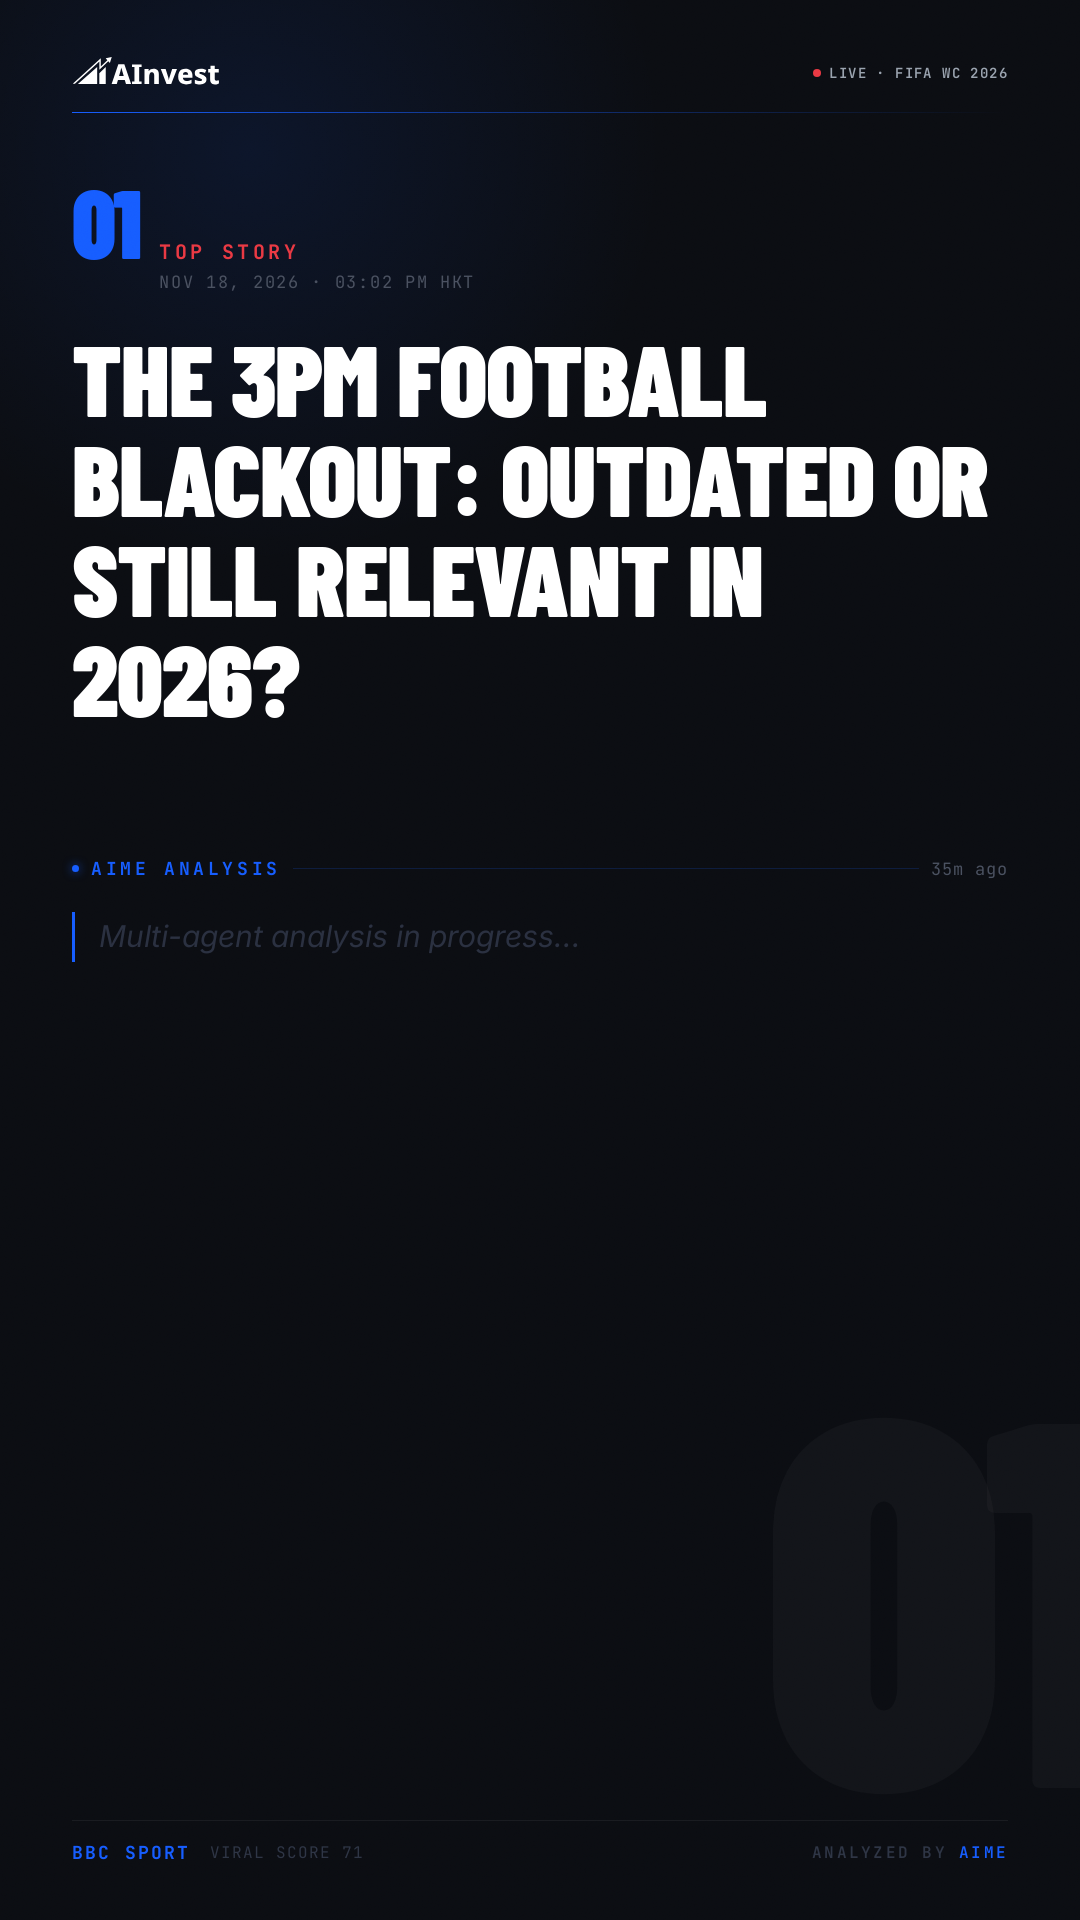 AInvest
LIVE · FIFA WC 2026
01
TOP STORY
NOV 18, 2026 · 03:02 PM HKT
THE 3PM FOOTBALL
BLACKOUT: OUTDATED OR
STILL RELEVANT IN
2026?
AIME ANALYSIS
35m ago
Multi-agent analysis in progress...
01
BBC SPORT VIRAL SCORE 71
ANALYZED BY AIME